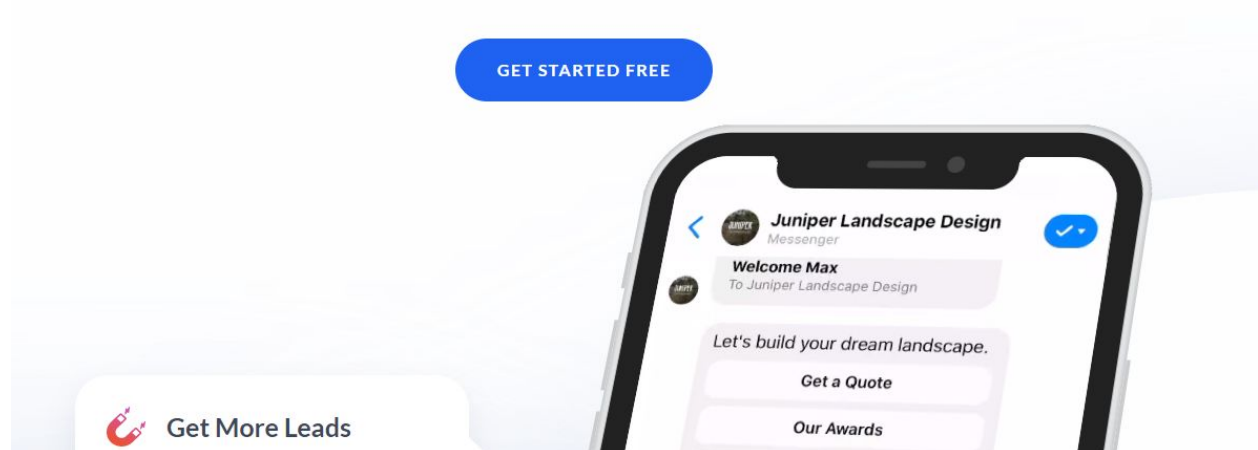 GET STARTED FREE
Juniper Landscape Design
Messenger
Welcome Max
To Juniper Landscape Design
Let's build your dream landscape.
Get a Quote
Our Awards
Get More Leads